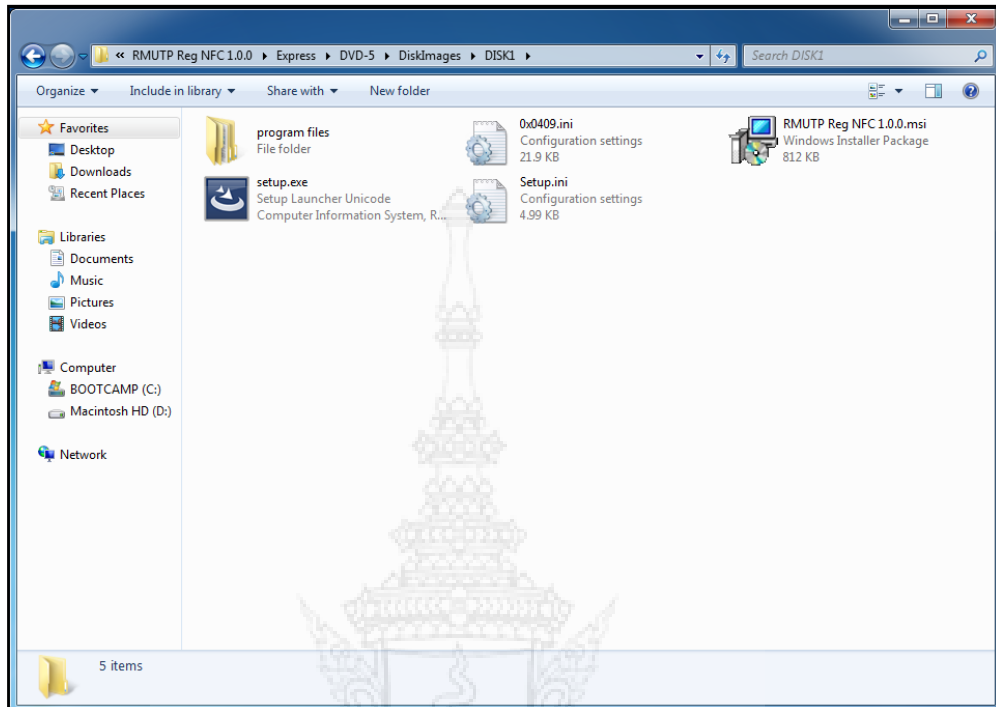 « RMUTP Reg NFC 1.0.0 Express DVD-5 DiskImages DISK1
Search DISK1
Organize Include in library Share with New folder
Favorites
Desktop
Downloads
Recent Places
Libraries
Documents
Music
Pictures
Videos
Computer
BOOTCAMP (C:)
Macintosh HD (D:)
Network
program files
File folder
0x0409.ini
Configuration settings
21.9 KB
RMUTP Reg NFC 1.0.0.msi
Windows Installer Package
812 KB
setup.exe
Setup Launcher Unicode
Computer Information System, R...
Setup.ini
Configuration settings
4.99 KB
5 items